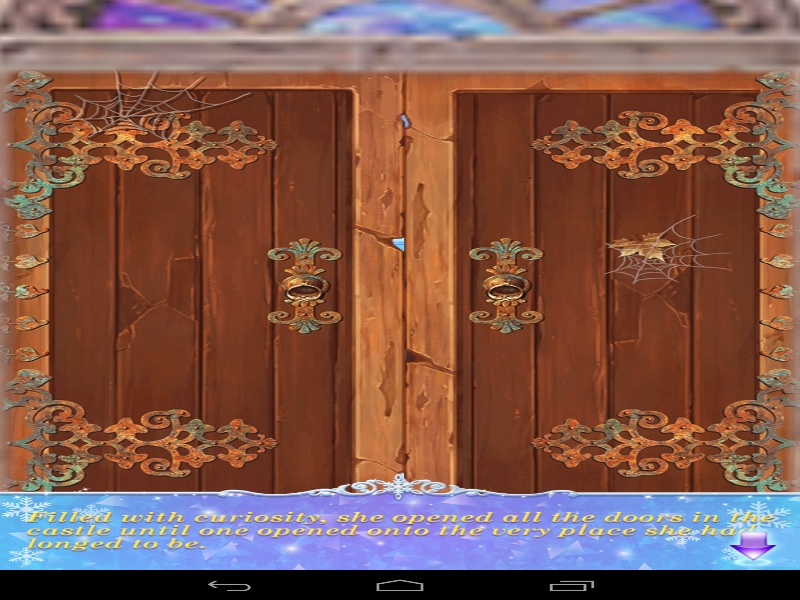 Filled with curiosity, she opened all the doors in the
castle until one opened onto the very place she had
longed to be.